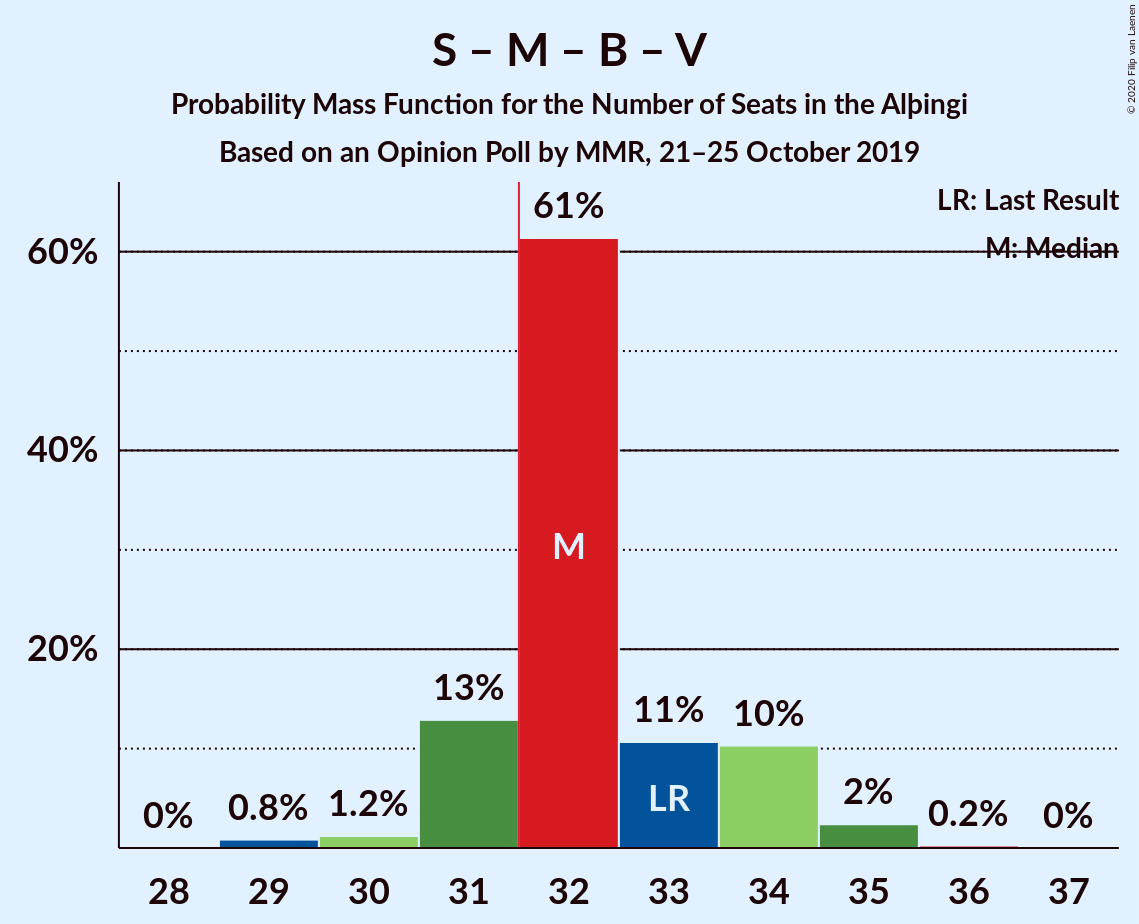 S – M – B – V
Probability Mass Function for the Number of Seats in the Alþingi
Based on an Opinion Poll by MMR, 21–25 October 2019
© 2020 Filip van Laenen
LR: Last Result
M: Median
60%
40%
20%
0%
0.8%
1.2%
13%
61%
11%
10%
2%
0.2%
0%
M
LR
28 29 30 31 32 33 34 35 36 37